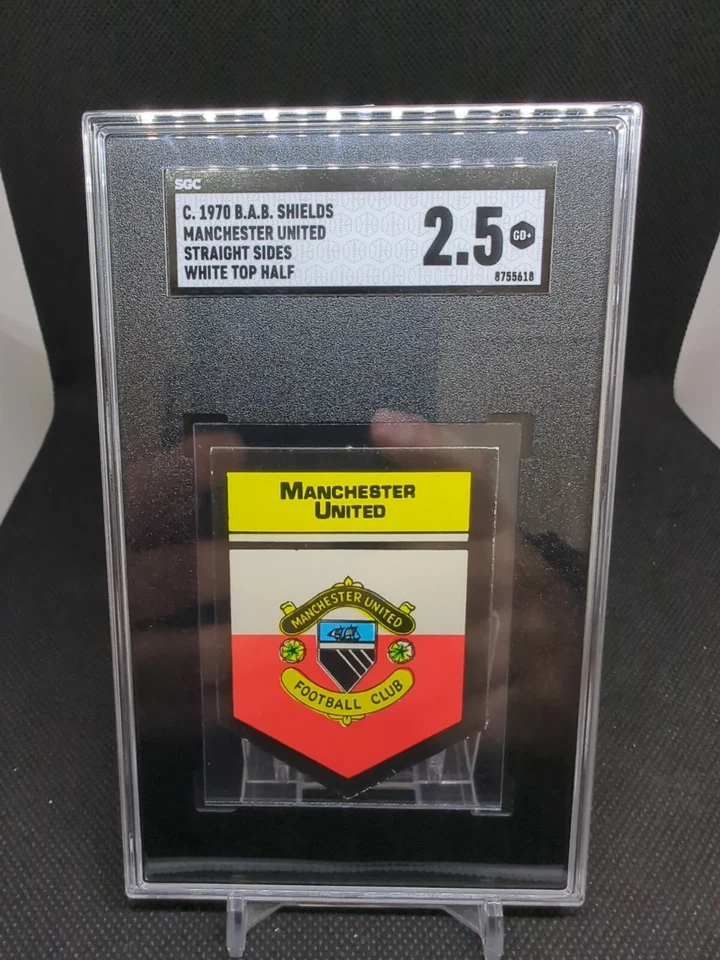 SGC
C. 1970 B.A.B. SHIELDS
MANCHESTER UNITED
STRAIGHT SIDES
WHITE TOP HALF
2.5
GD+
8755618
MANCHESTER
UNITED
MANCHESTER UNITED
FOOTBALL CLUB